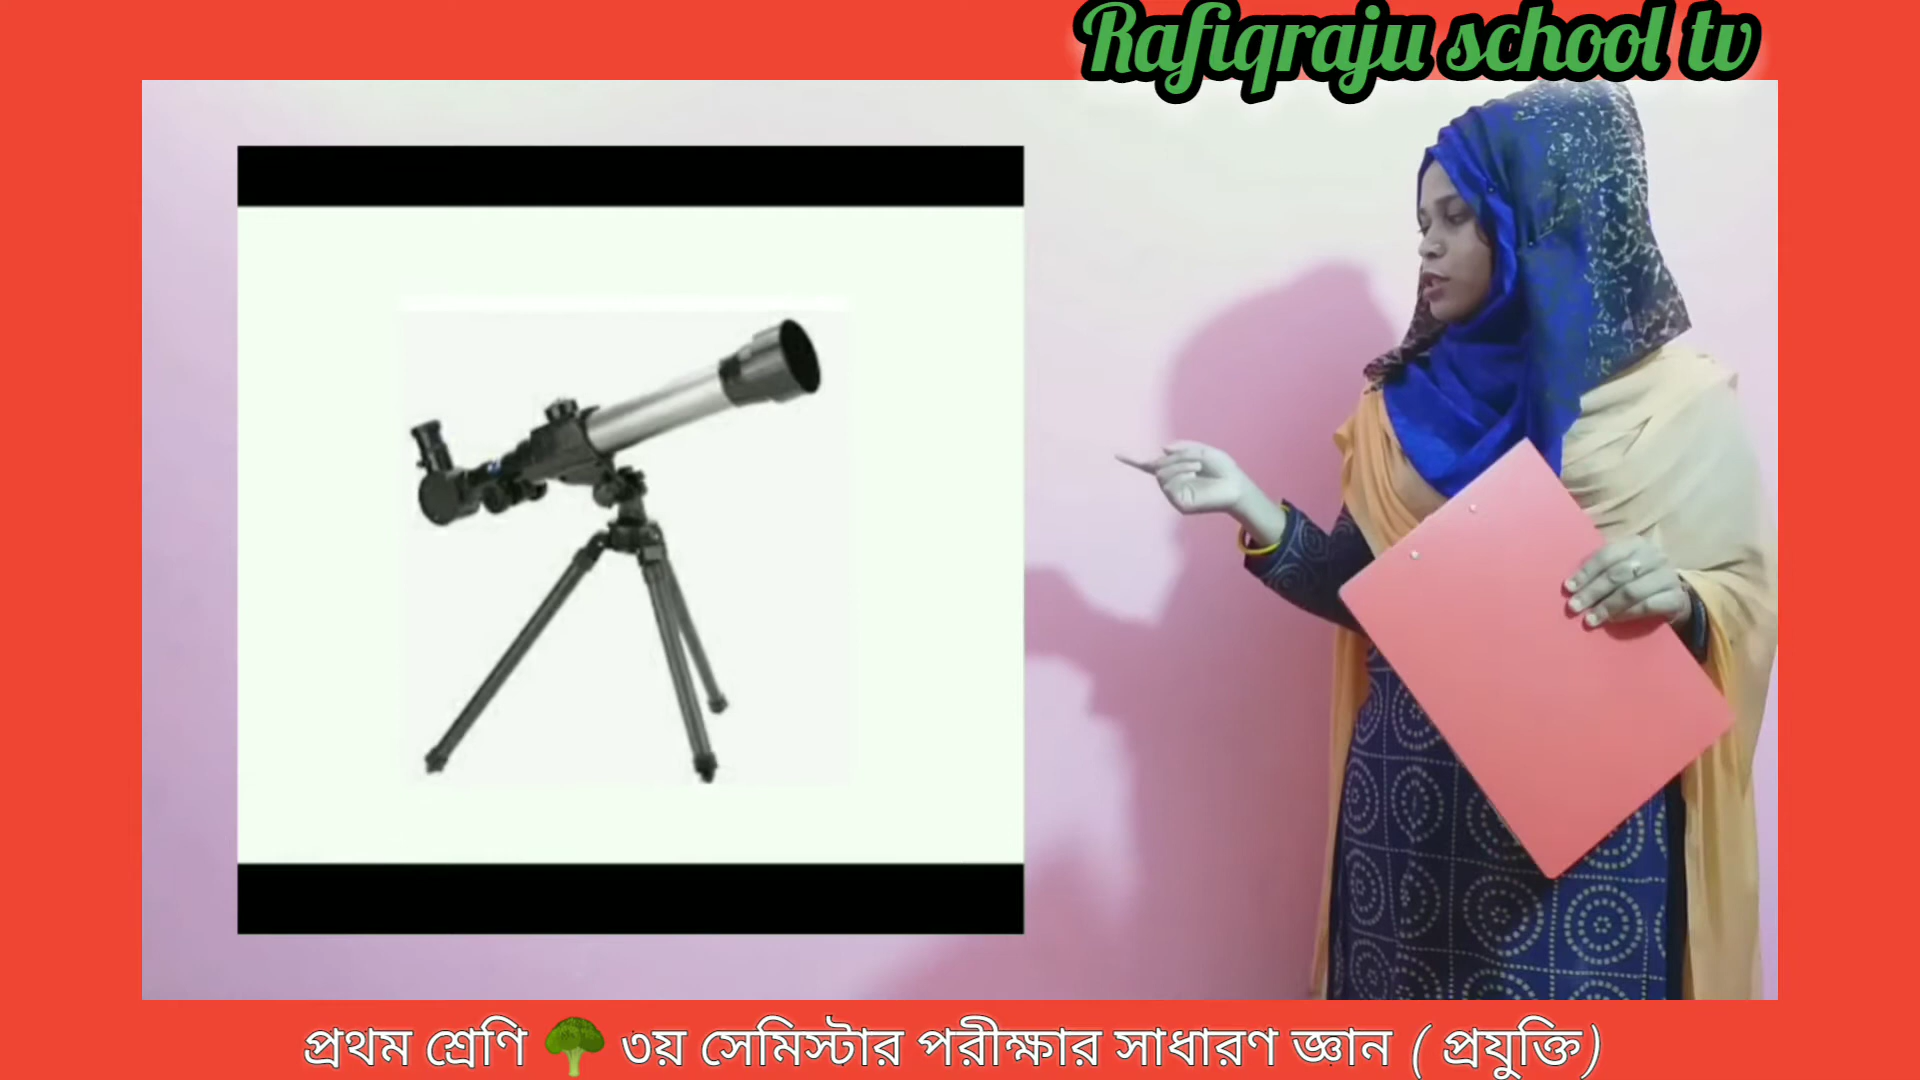 Rafiqraju school tv
প্রথম শ্রেণি 🥦 ৩য় সেমিস্টার পরীক্ষার সাধারণ জ্ঞান ( প্রযুক্তি)